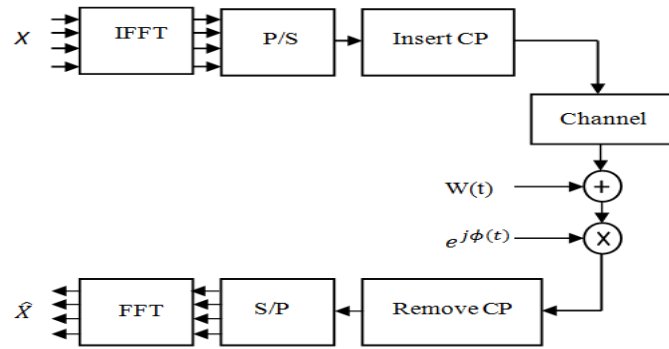 X
IFFT
P/S
Insert CP
Channel
W(t)
+
e^{jϕ(t)}
X
X̂
FFT
S/P
Remove CP